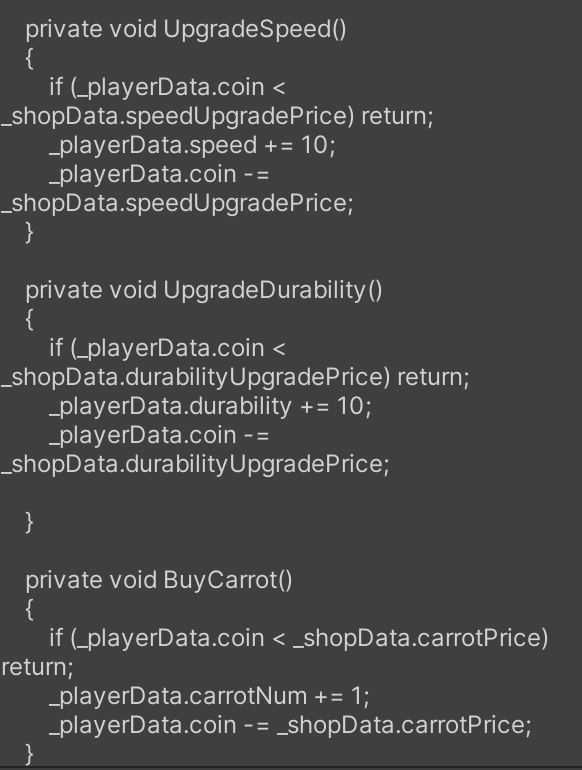 private void UpgradeSpeed()
{
if (_playerData.coin <
_shopData.speedUpgradePrice) return;
_playerData.speed += 10;
_playerData.coin -=
_shopData.speedUpgradePrice;
}
private void UpgradeDurability()
{
if (_playerData.coin <
_shopData.durabilityUpgradePrice) return;
_playerData.durability += 10;
_playerData.coin -=
_shopData.durabilityUpgradePrice;
}
private void BuyCarrot()
{
if (_playerData.coin < _shopData.carrotPrice)
return;
_playerData.carrotNum += 1;
_playerData.coin -= _shopData.carrotPrice;
}